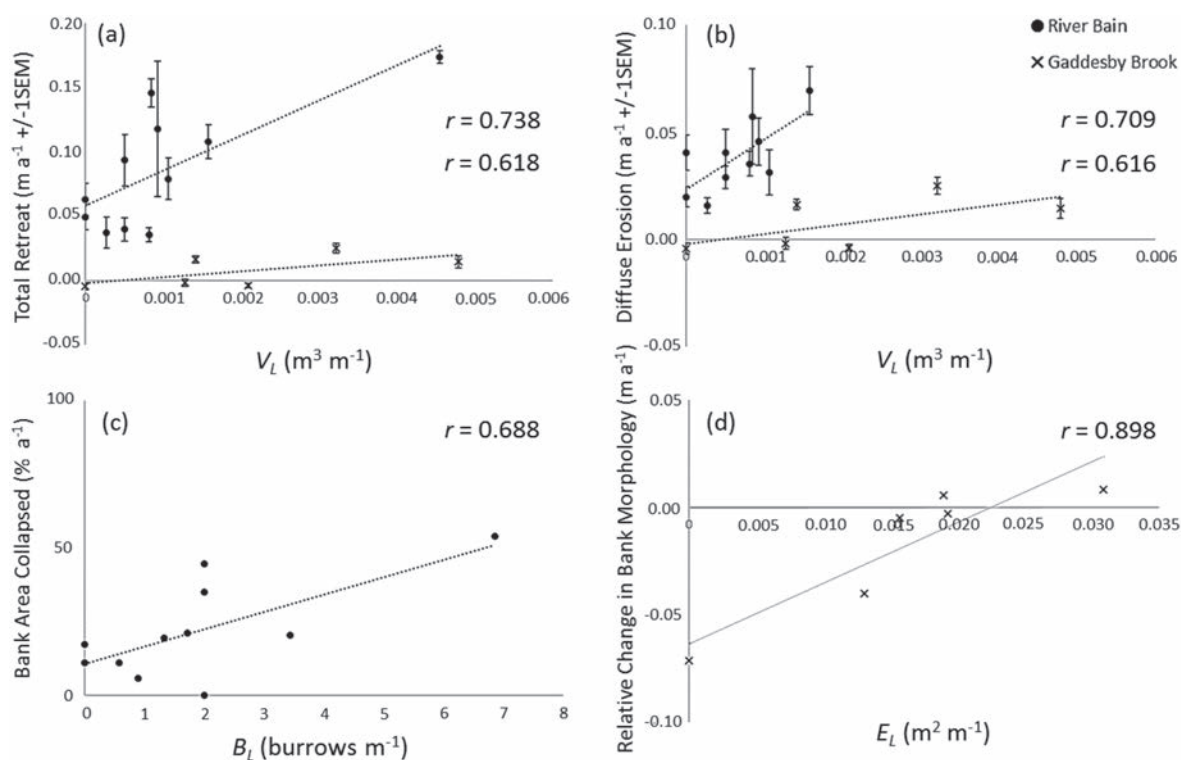 (a)
Total Retreat (m a⁻¹ +/-1SEM)
0.20
0.15
0.10
0.05
0.00
-0.05
0
0.001
0.002
0.003
0.004
0.005
0.006
r = 0.738
r = 0.618
V_L (m³ m⁻¹)
(b)
Diffuse Erosion (m a⁻¹ +/-1SEM)
0.10
0.05
0.00
-0.05
0
0.001
0.002
0.003
0.004
0.005
0.006
River Bain
Gaddesby Brook
r = 0.709
r = 0.616
V_L (m³ m⁻¹)
(c)
Bank Area Collapsed (% a⁻¹)
100
50
0
0 1 2 3 4 5 6 7 8
r = 0.688
B_L (burrows m⁻¹)
(d)
Relative Change in Bank Morphology (m a⁻¹)
0.05
0.00
-0.05
-0.10
0.000
0.005
0.010
0.015
0.020
0.025
0.030
0.035
r = 0.898
E_L (m² m⁻¹)